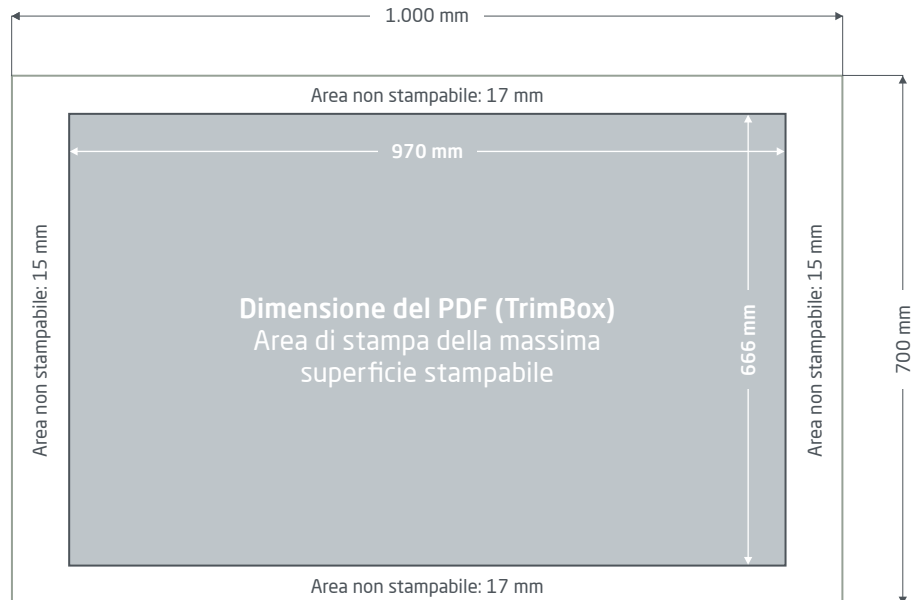 1.000 mm
Area non stampabile: 17 mm
970 mm
Area non stampabile: 15 mm
Dimensione del PDF (TrimBox)
Area di stampa della massima
superficie stampabile
666 mm
Area non stampabile: 15 mm
700 mm
Area non stampabile: 17 mm